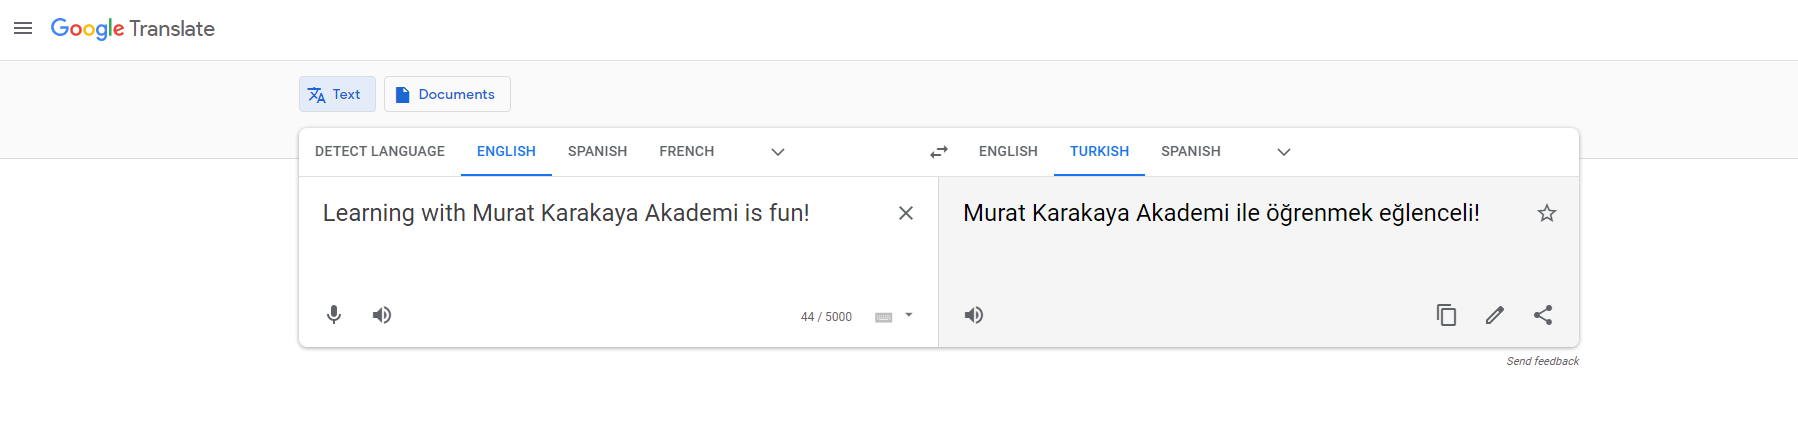 Google Translate
Text Documents
DETECT LANGUAGE ENGLISH SPANISH FRENCH ENGLISH TURKISH SPANISH
Learning with Murat Karakaya Akademi is fun!
Murat Karakaya Akademi ile öğrenmek eğlenceli!
44 / 5000
Send feedback